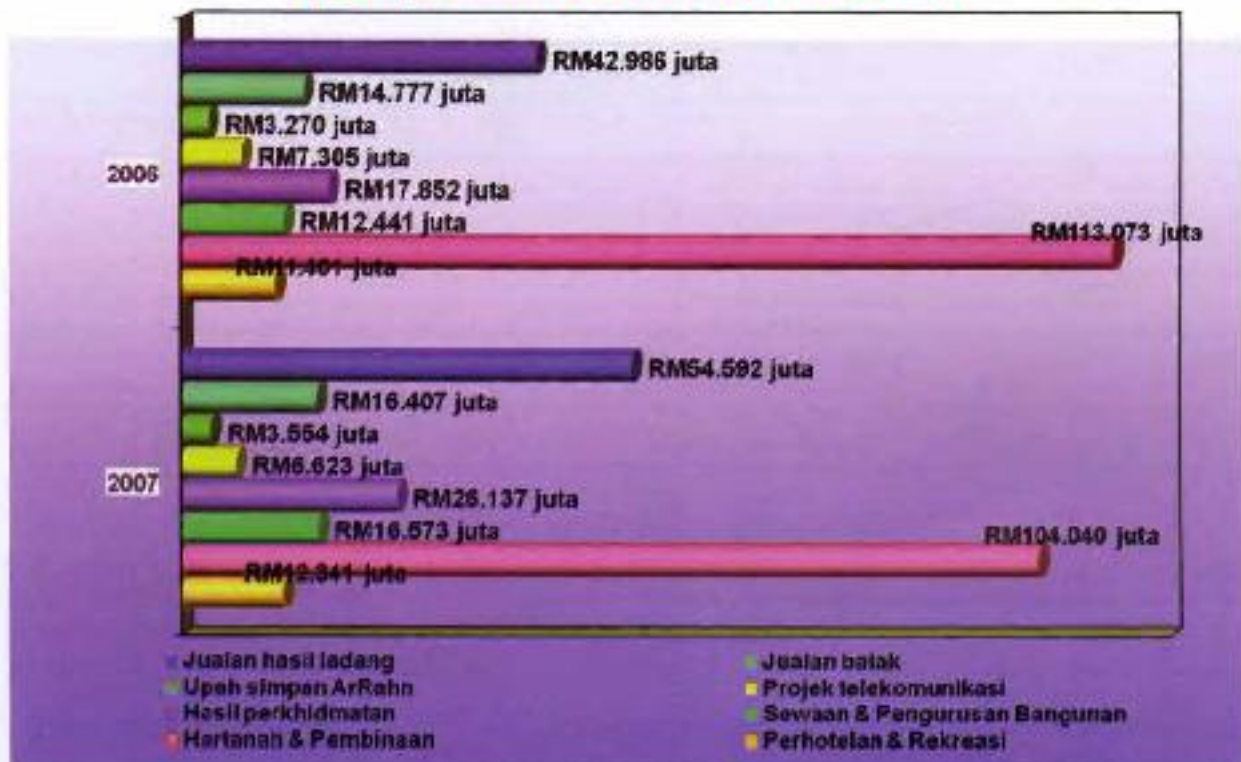 RM42.986 juta
RM14.777 juta
RM3.270 juta
RM7.305 juta
2006
RM17.852 juta
RM12.441 juta
RM113.073 juta
RM11.401 juta
RM54.592 juta
RM16.407 juta
RM3.554 juta
RM6.623 juta
2007
RM26.137 juta
RM16.573 juta
RM104.040 juta
RM12.341 juta
Jualan hasil ladang
Jualan balak
Upah simpan ArRahn
Projek telekomunikasi
Hasil perkhidmatan
Sewaan & Pengurusan Bangunan
Hartanah & Pembinaan
Perhotelan & Rekreasi